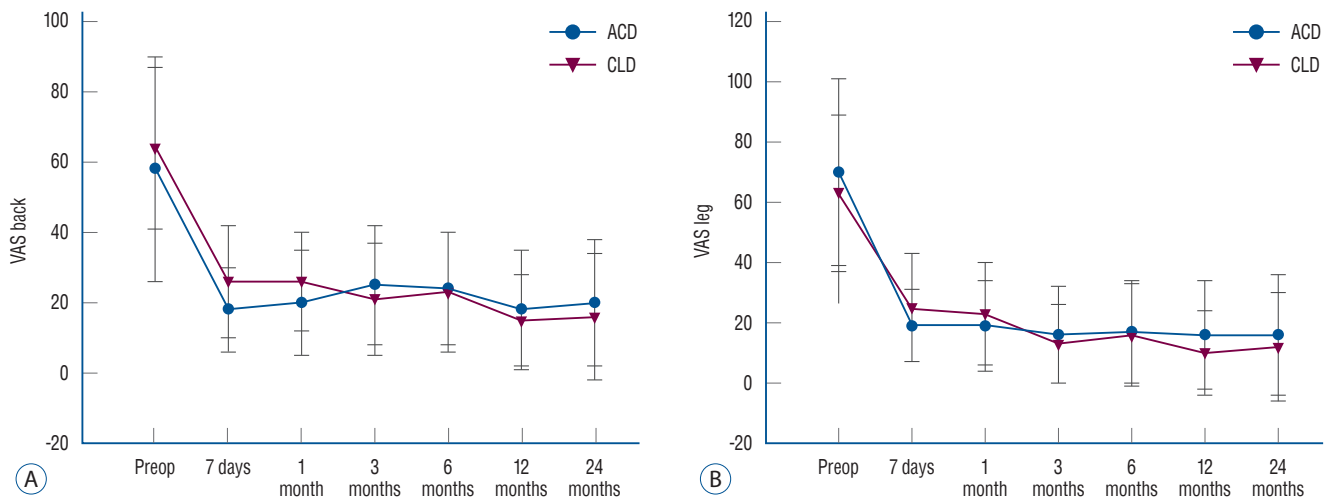 100
80
60
40
20
0
-20
VAS back
ACD
CLD
Preop
7 days
1
month
3
months
6
months
12
months
24
months
A
120
100
80
60
40
20
0
-20
VAS leg
ACD
CLD
Preop
7 days
1
month
3
months
6
months
12
months
24
months
B